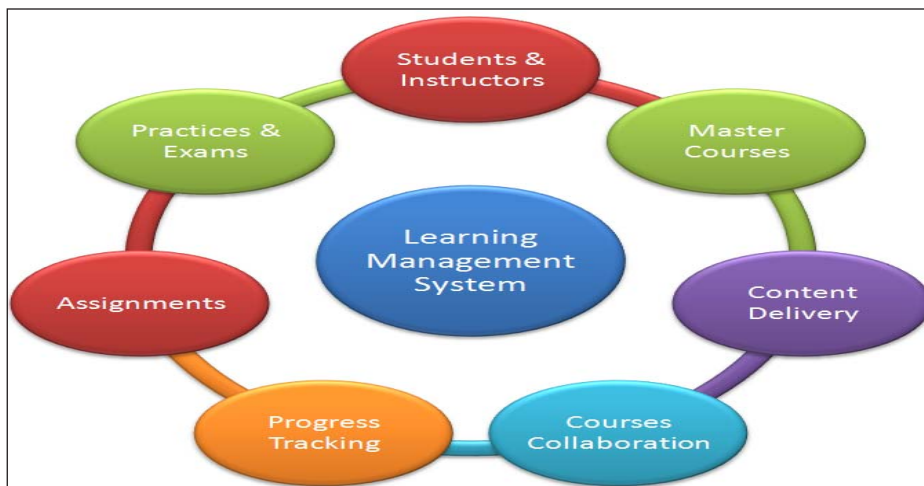 Students &
Instructors
Master
Courses
Content
Delivery
Courses
Collaboration
Progress
Tracking
Assignments
Practices &
Exams
Learning
Management
System